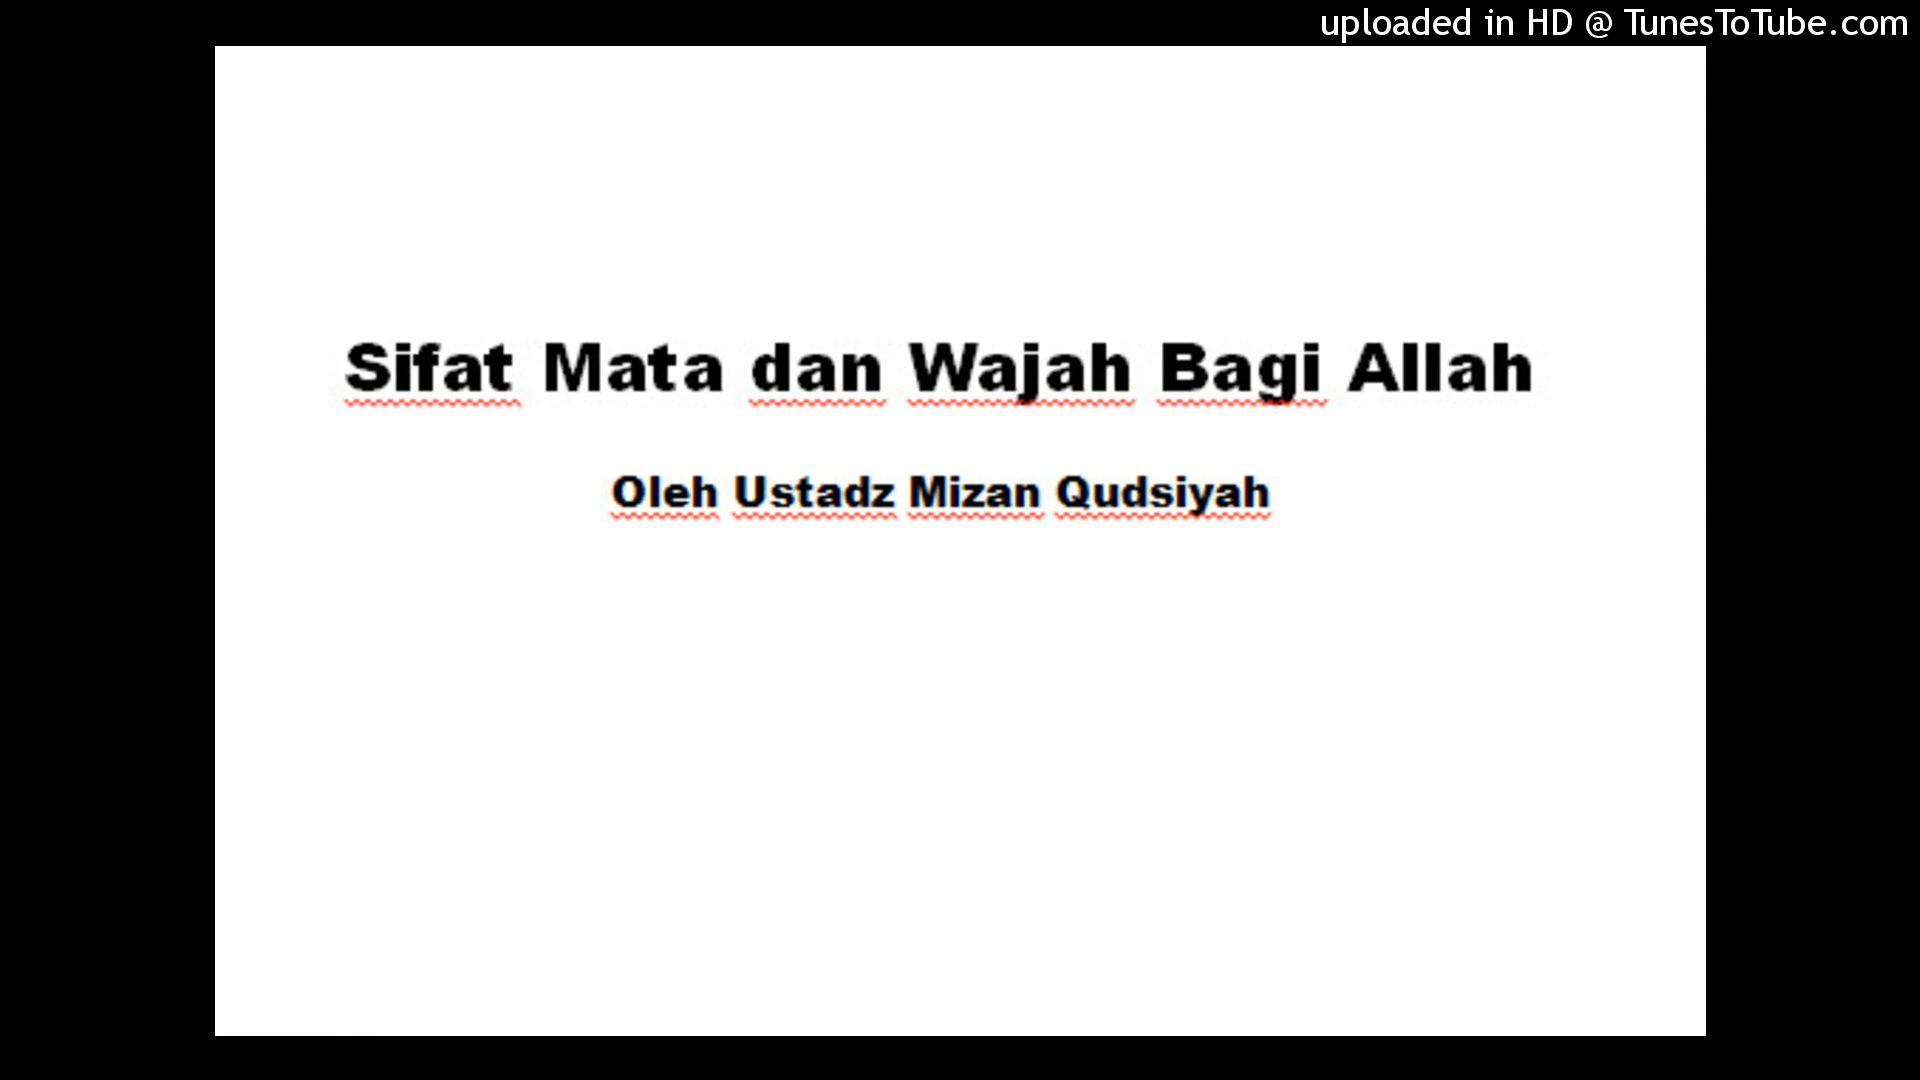 uploaded in HD @ TunesToTube.com
Sifat Mata dan Wajah Bagi Allah
Oleh Ustadz Mizan Qudsiyah